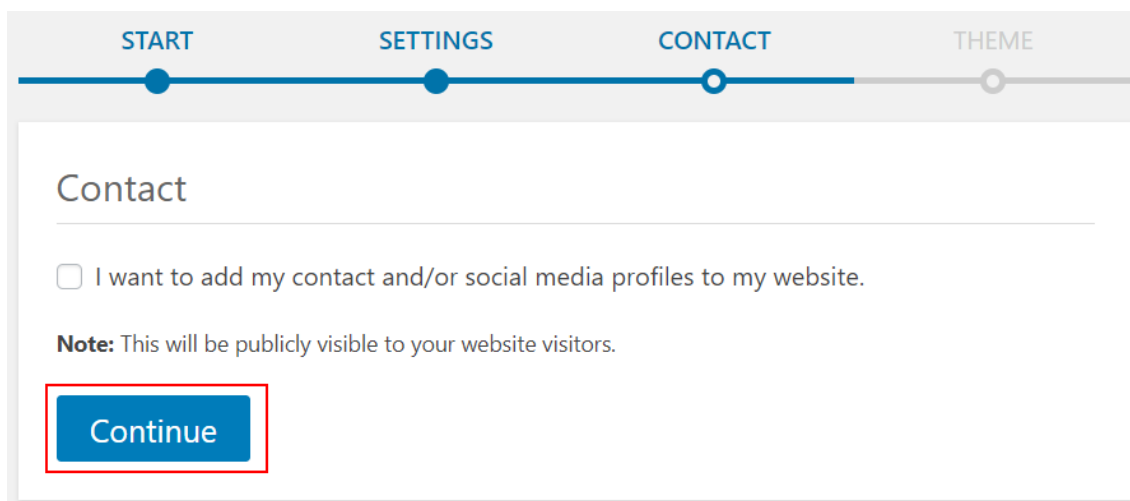 START SETTINGS CONTACT THEME
Contact
I want to add my contact and/or social media profiles to my website.
Note: This will be publicly visible to your website visitors.
Continue